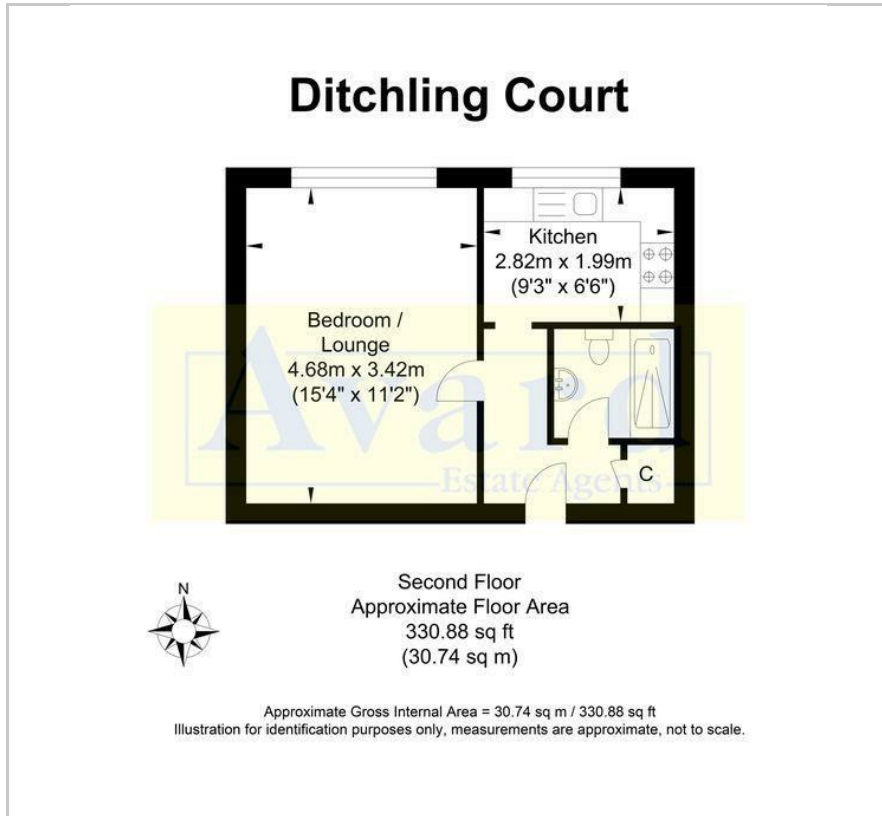 Ditchling Court
Kitchen
2.82m x 1.99m
(9'3" x 6'6")
Bedroom /
Lounge
4.68m x 3.42m
(15'4" x 11'2")
Avard
Estate Agents
C
N
Second Floor
Approximate Floor Area
330.88 sq ft
(30.74 sq m)
Approximate Gross Internal Area = 30.74 sq m / 330.88 sq ft
Illustration for identification purposes only, measurements are approximate, not to scale.